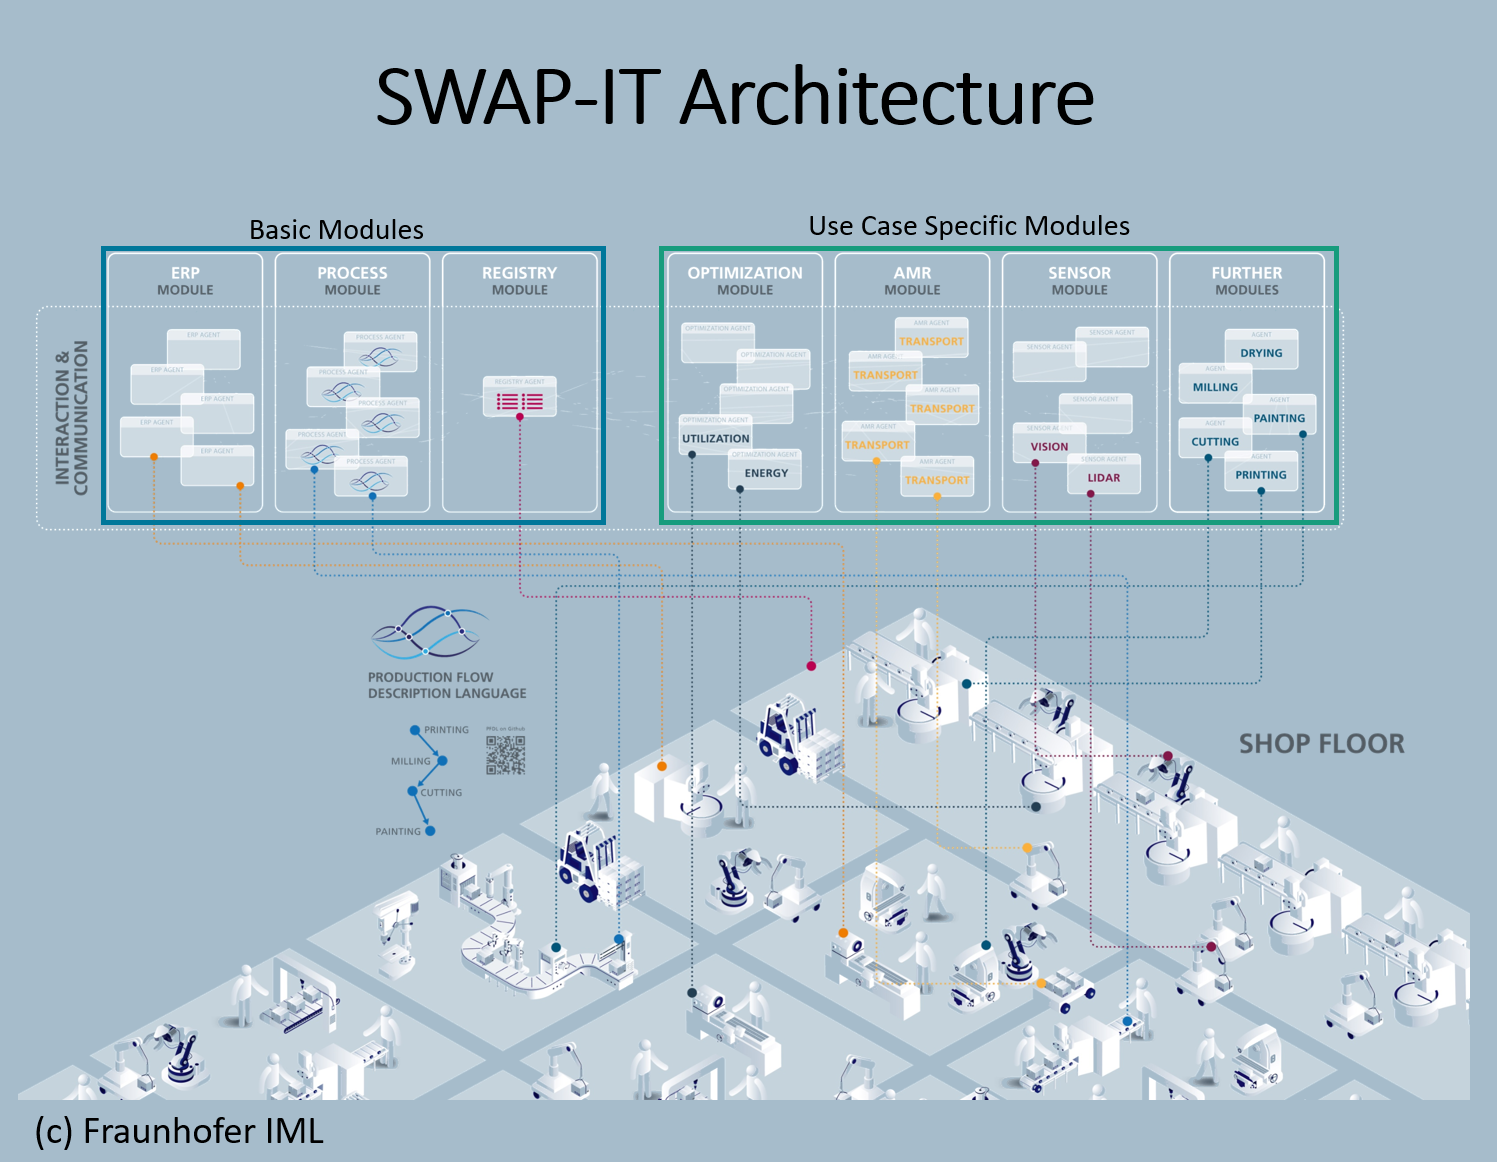 SWAP-IT Architecture
Basic Modules
Use Case Specific Modules
INTERACTION &
COMMUNICATION
ERP
MODULE
ERP AGENT
ERP AGENT
ERP AGENT
ERP AGENT
ERP AGENT
PROCESS
MODULE
PROCESS AGENT
PROCESS AGENT
PROCESS AGENT
PROCESS AGENT
PROCESS AGENT
REGISTRY
MODULE
REGISTRY AGENT
OPTIMIZATION
MODULE
OPTIMIZATION AGENT
OPTIMIZATION AGENT
OPTIMIZATION AGENT
OPTIMIZATION AGENT
UTILIZATION
OPTIMIZATION AGENT
ENERGY
AMR
MODULE
AMR AGENT
TRANSPORT
AMR AGENT
TRANSPORT
AMR AGENT
TRANSPORT
AMR AGENT
TRANSPORT
AMR AGENT
TRANSPORT
SENSOR
MODULE
SENSOR AGENT
SENSOR AGENT
SENSOR AGENT
SENSOR AGENT
VISION
SENSOR AGENT
LIDAR
FURTHER
MODULES
AGENT
DRYING
AGENT
MILLING
AGENT
PAINTING
AGENT
CUTTING
AGENT
PRINTING
PRODUCTION FLOW
DESCRIPTION LANGUAGE
PRINTING
MILLING
CUTTING
PAINTING
PFDL on Github
SHOP FLOOR
(c) Fraunhofer IML